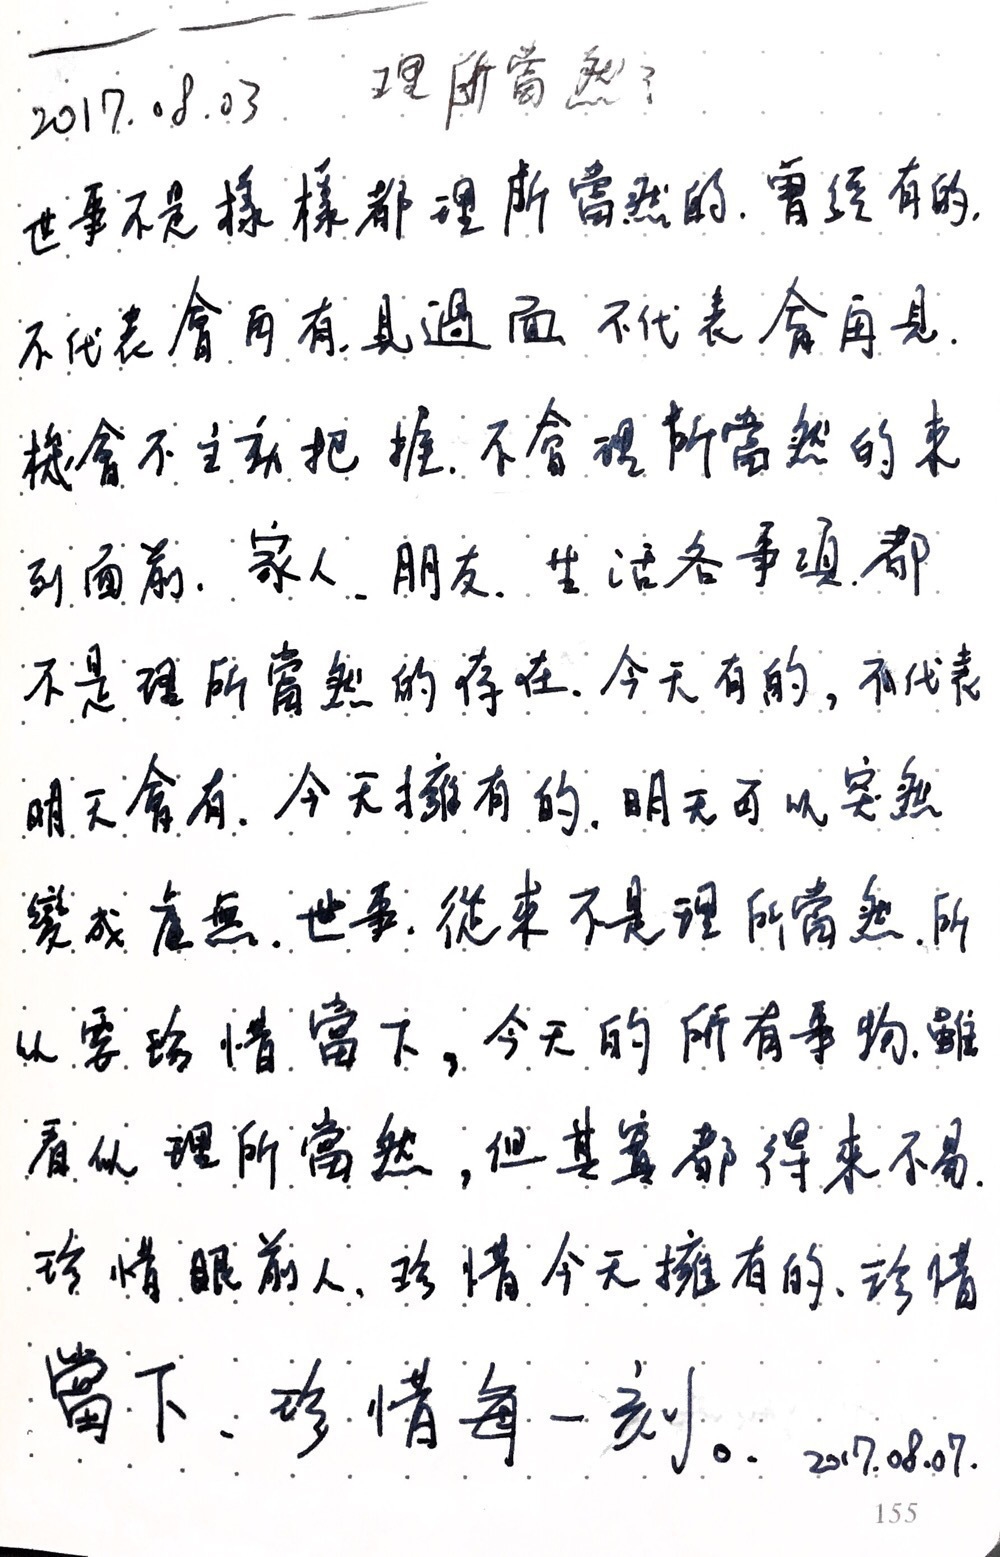 2017.08.03 理所當然?
世事不是樣樣都理所當然的.曾經有的.
不代表會再有.見過面 不代表會再見.
機會不主動把握.不會理所當然的來
到面前.家人、朋友.生活各事項.都
不是理所當然的存在.今天有的,不代表
明天會有.今天擁有的.明天可以突然
變成虛無.世事.從來不是理所當然.所
以要珍惜當下,今天的所有事物.雖
看似理所當然,但其實都得來不易.
珍惜眼前人、珍惜今天擁有的、珍惜
當下、珍惜每一刻。. 2017.08.07.
155